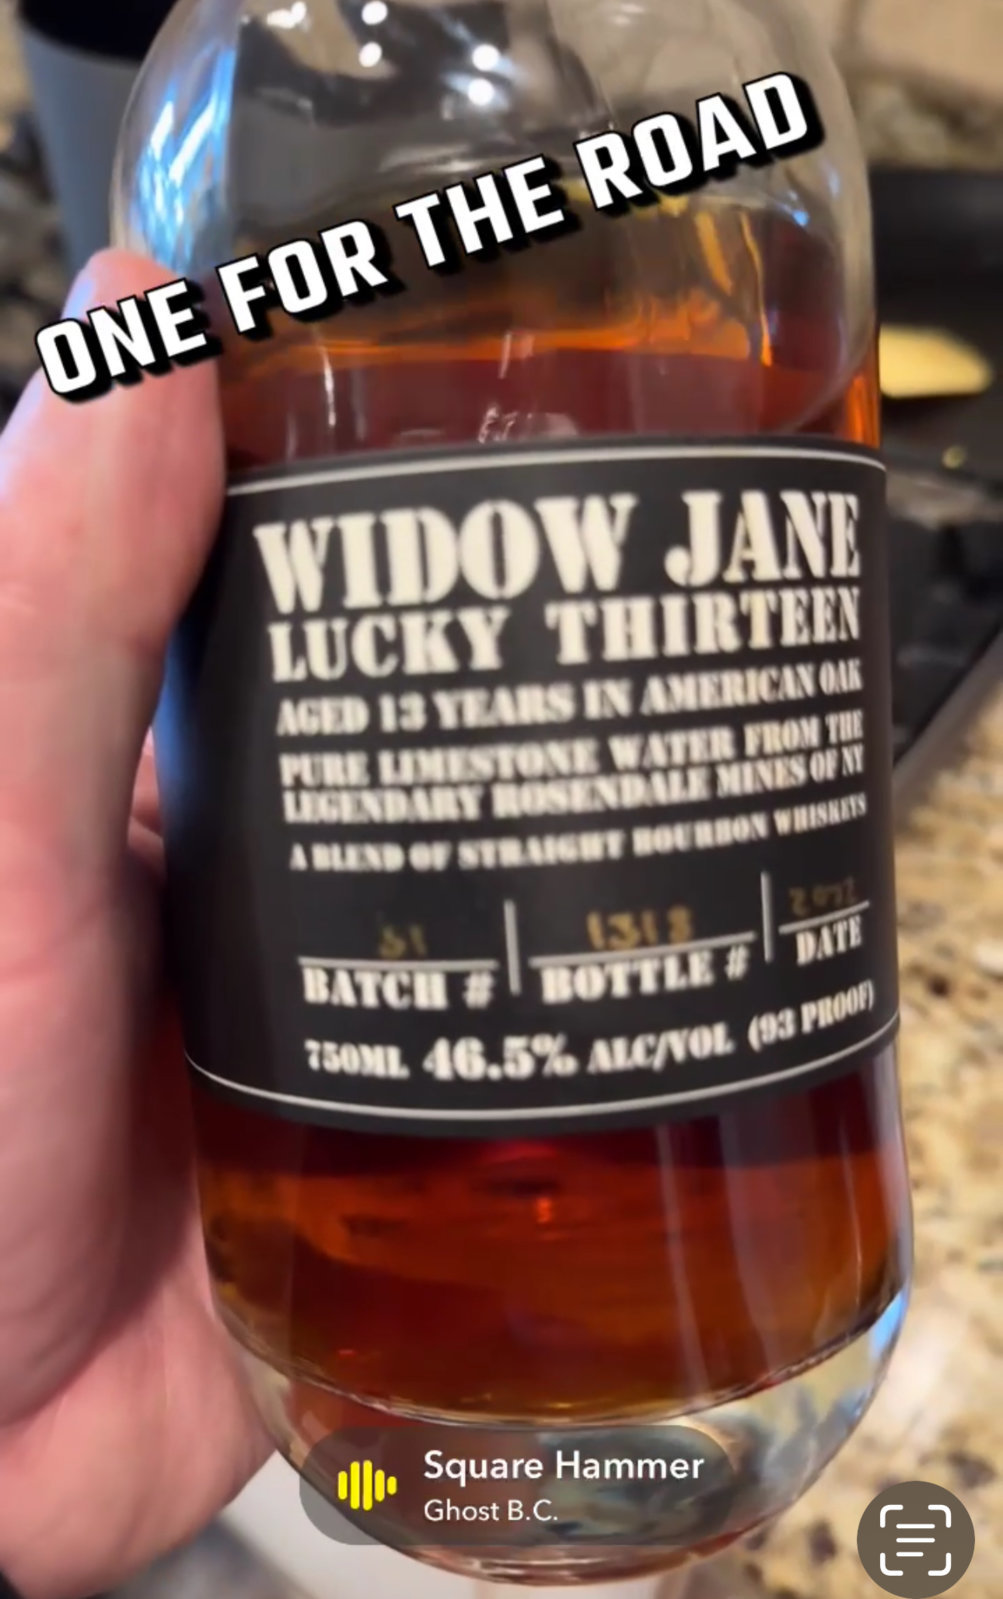 ONE FOR THE ROAD
WIDOW JANE
LUCKY THIRTEEN
AGED 13 YEARS IN AMERICAN OAK
PURE LIMESTONE WATER FROM THE
LEGENDARY ROSENDALE MINES OF NY
A BLEND OF STRAIGHT BOURBON WHISKEYS
1313
BATCH # BOTTLE # DATE
750ML 46.5% ALC/VOL (93 PROOF)
Square Hammer
Ghost B.C.